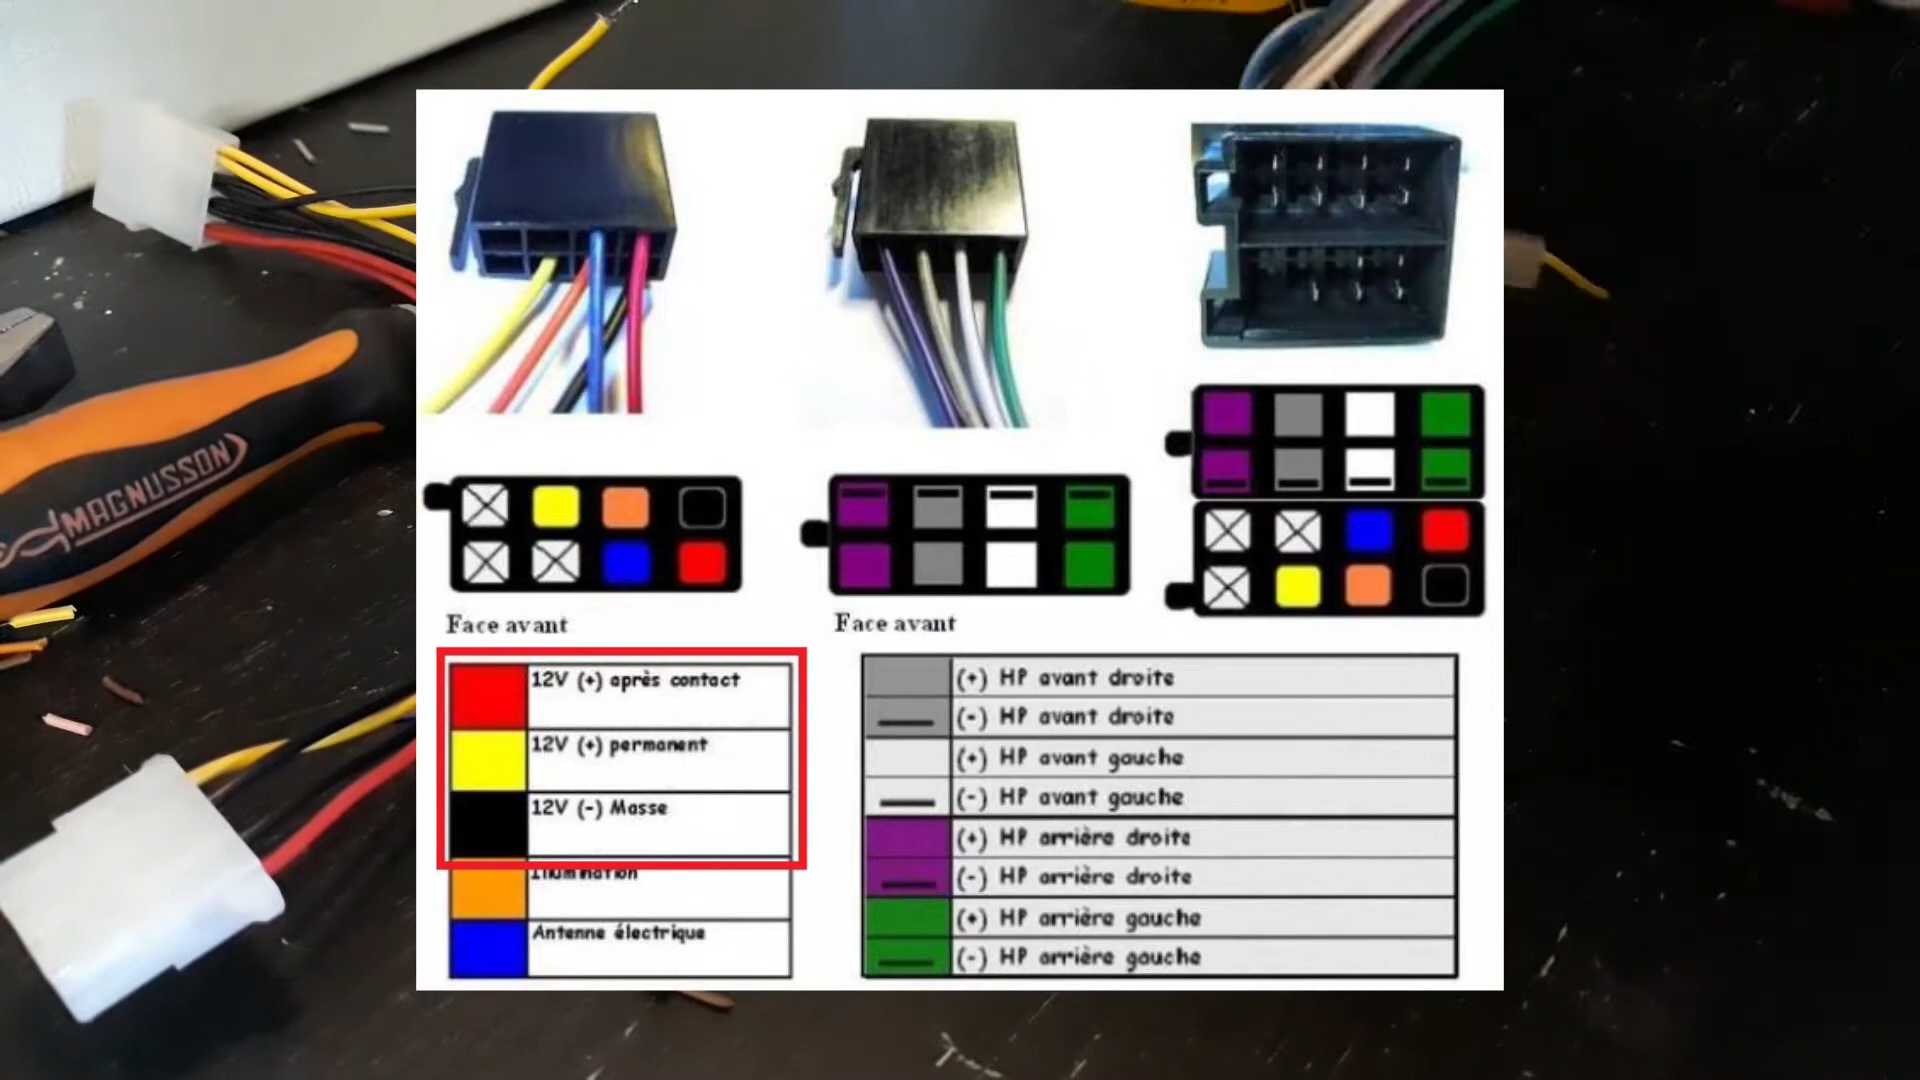 MAGNUSSON
Face avant
Face avant
12V (+) après contact
12V (+) permanent
12V (-) Masse
Illumination
Antenne électrique
(+) HP avant droite
(-) HP avant droite
(+) HP avant gauche
(-) HP avant gauche
(+) HP arrière droite
(-) HP arrière droite
(+) HP arrière gauche
(-) HP arrière gauche